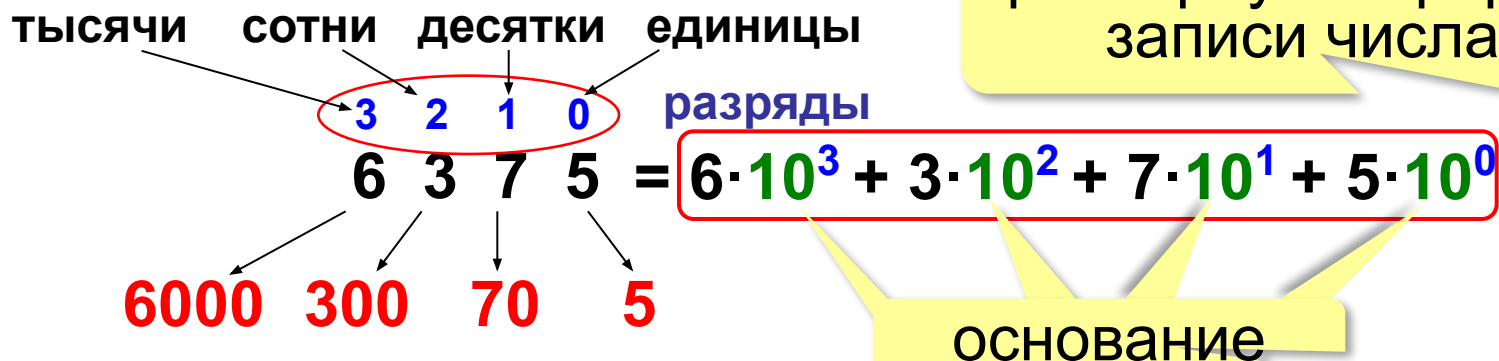 тысячи сотни десятки единицы
записи числа
3 2 1 0 разряды
6 3 7 5 = 6·10³ + 3·10² + 7·10¹ + 5·10⁰
6000 300 70 5
основание